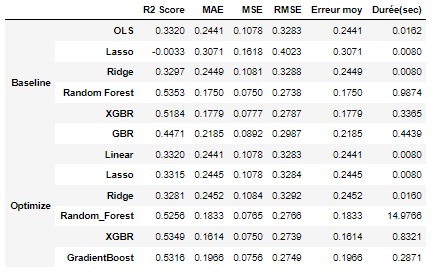 R2 Score MAE MSE RMSE Erreur moy Durée(sec)
Baseline
OLS 0.3320 0.2441 0.1078 0.3283 0.2441 0.0162
Lasso -0.0033 0.3071 0.1618 0.4023 0.3071 0.0080
Ridge 0.3297 0.2449 0.1081 0.3288 0.2449 0.0080
Random Forest 0.5353 0.1750 0.0750 0.2738 0.1750 0.9874
XGBR 0.5184 0.1779 0.0777 0.2787 0.1779 0.3365
GBR 0.4471 0.2185 0.0892 0.2987 0.2185 0.4439
Optimize
Linear 0.3320 0.2441 0.1078 0.3283 0.2441 0.0080
Lasso 0.3315 0.2445 0.1078 0.3284 0.2445 0.0080
Ridge 0.3281 0.2452 0.1084 0.3292 0.2452 0.0160
Random_Forest 0.5256 0.1833 0.0765 0.2766 0.1833 14.9766
XGBR 0.5349 0.1614 0.0750 0.2739 0.1614 0.8321
GradientBoost 0.5316 0.1966 0.0756 0.2749 0.1966 0.2871